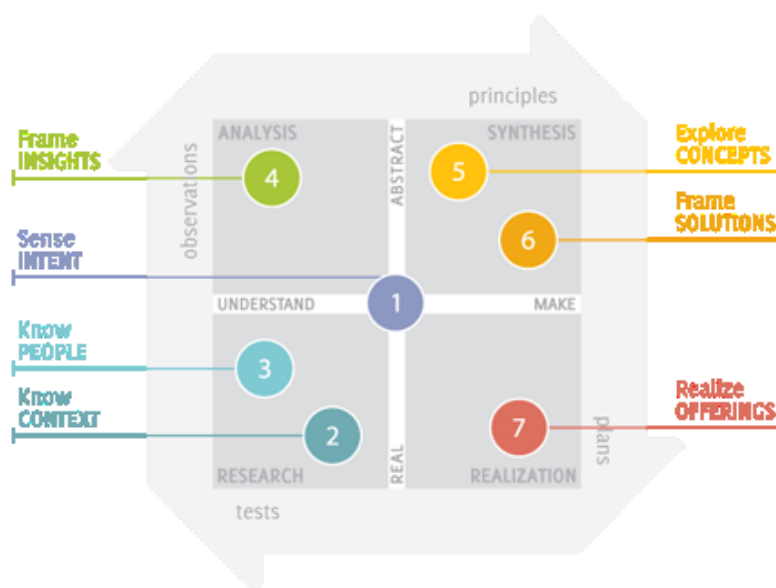 principles
ANALYSIS
SYNTHESIS
Frame
INSIGHTS
Explore
CONCEPTS
ABSTRACT
observations
4
5
Frame
SOLUTIONS
6
Sense
INTENT
UNDERSTAND
1
MAKE
Know
PEOPLE
3
Know
CONTEXT
2
Realize
OFFERINGS
7
plans
REAL
RESEARCH
REALIZATION
tests